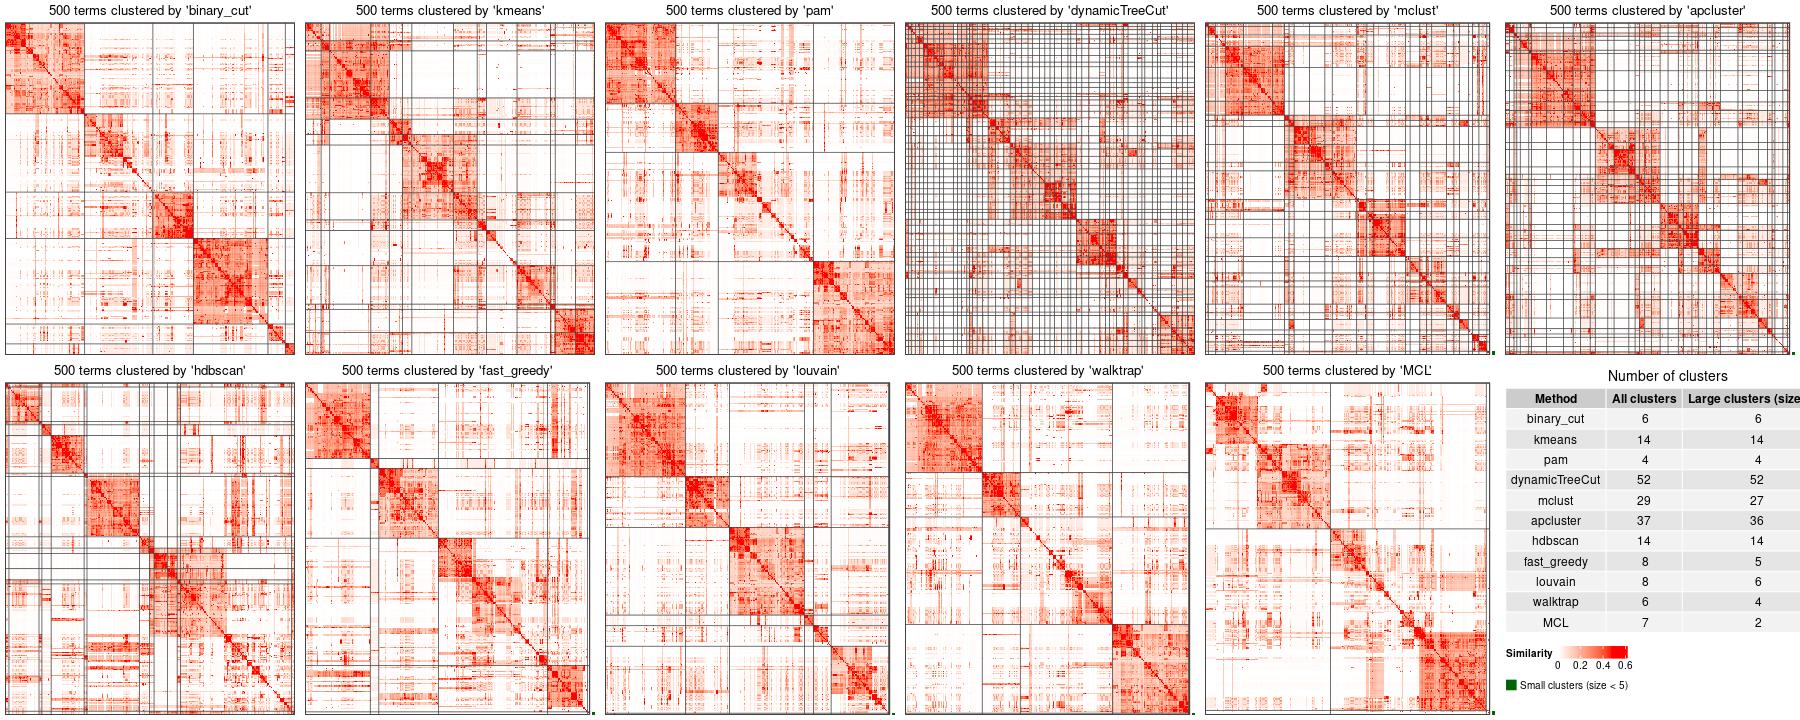 500 terms clustered by 'binary_cut'
500 terms clustered by 'kmeans'
500 terms clustered by 'pam'
500 terms clustered by 'dynamicTreeCut'
500 terms clustered by 'mclust'
500 terms clustered by 'apcluster'
500 terms clustered by 'hdbscan'
500 terms clustered by 'fast_greedy'
500 terms clustered by 'louvain'
500 terms clustered by 'walktrap'
500 terms clustered by 'MCL'
Number of clusters
Method All clusters Large clusters (size
binary_cut 6 6
kmeans 14 14
pam 4 4
dynamicTreeCut 52 52
mclust 29 27
apcluster 37 36
hdbscan 14 14
fast_greedy 8 5
louvain 8 6
walktrap 6 4
MCL 7 2
Similarity
0 0.2 0.4 0.6
Small clusters (size < 5)